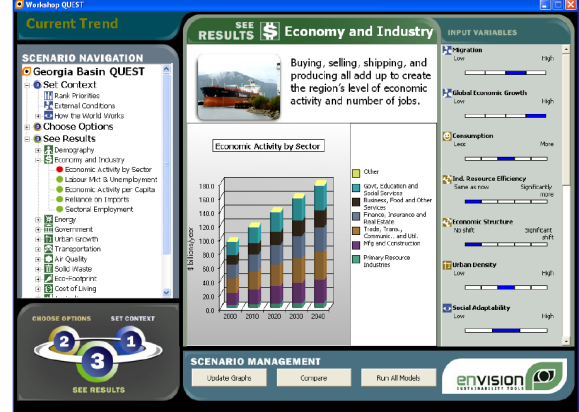 Workshop QUEST
Current Trend
SCENARIO NAVIGATION
Georgia Basin QUEST
Set Context
Rank Priorities
External Conditions
How the World Works
Choose Options
See Results
Demography
Economy and Industry
Economic Activity by Sector
Labour Mkt & Unemployment
Economic Activity per Capita
Reliance on Imports
Sectoral Employment
Energy
Government
Urban Growth
Transportation
Air Quality
Solid Waste
Eco-Footprint
Cost of Living
CHOOSE OPTIONS
SET CONTEXT
2
1
3
SEE RESULTS
SEE
RESULTS
Economy and Industry
Buying, selling, shipping, and
producing all add up to create
the region's level of economic
activity and number of jobs.
Economic Activity by Sector
$ billions/year
180.0
160.0
140.0
120.0
100.0
80.0
60.0
40.0
20.0
0.0
2000 2010 2020 2030 2040
Other
Govt, Education and
Social Services
Business, Food and Other
Services
Finance, Insurance and
Real Estate
Trade, Trans.,
Communic., and Util.
Mfg and Construction
Primary Resource
Industries
INPUT VARIABLES
Migration
Low High
Global Economic Growth
Low High
Consumption
Less More
Ind. Resource Efficiency
Same as now Significantly
more
Economic Structure
No shift Significant
shift
Urban Density
Low High
Social Adaptability
Low High
SCENARIO MANAGEMENT
Update Graphs
Compare
Run All Models
envision
SUSTAINABILITY TOOLS